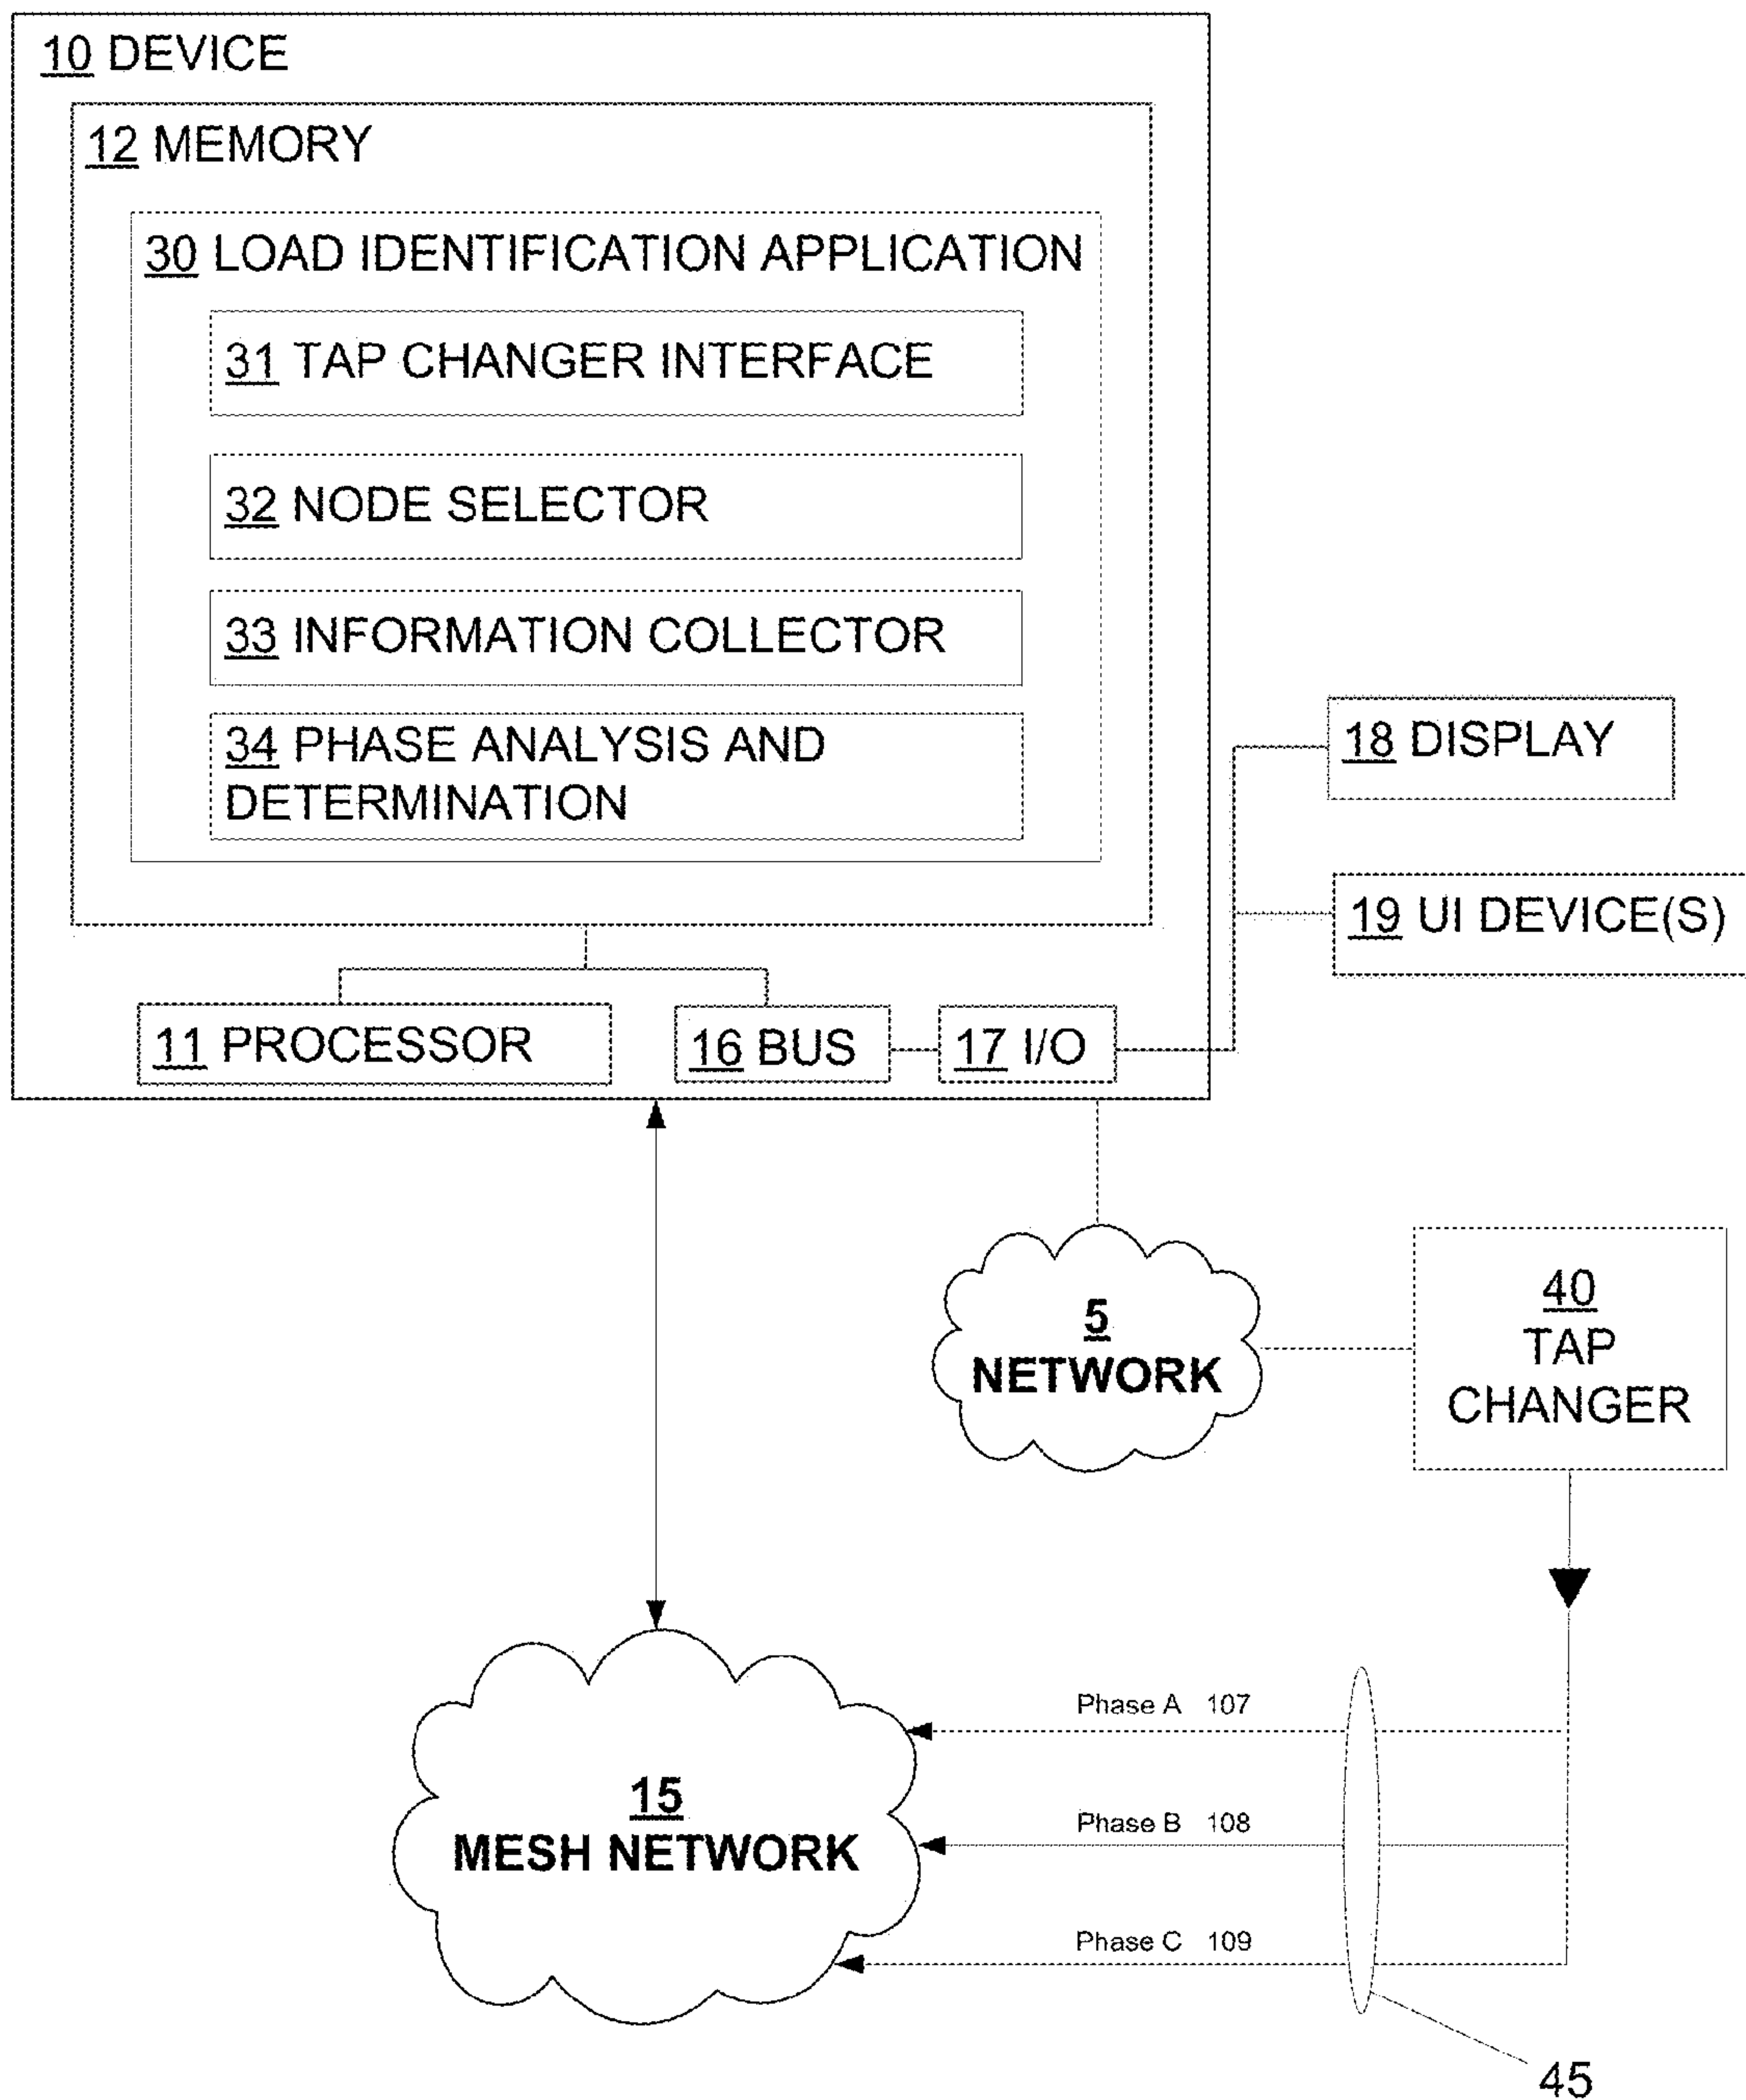 10 DEVICE
12 MEMORY
30 LOAD IDENTIFICATION APPLICATION
31 TAP CHANGER INTERFACE
32 NODE SELECTOR
33 INFORMATION COLLECTOR
34 PHASE ANALYSIS AND
DETERMINATION
18 DISPLAY
19 UI DEVICE(S)
11 PROCESSOR
16 BUS
17 I/O
5
NETWORK
40
TAP
CHANGER
Phase A 107
15
MESH NETWORK
Phase B 108
Phase C 109
45